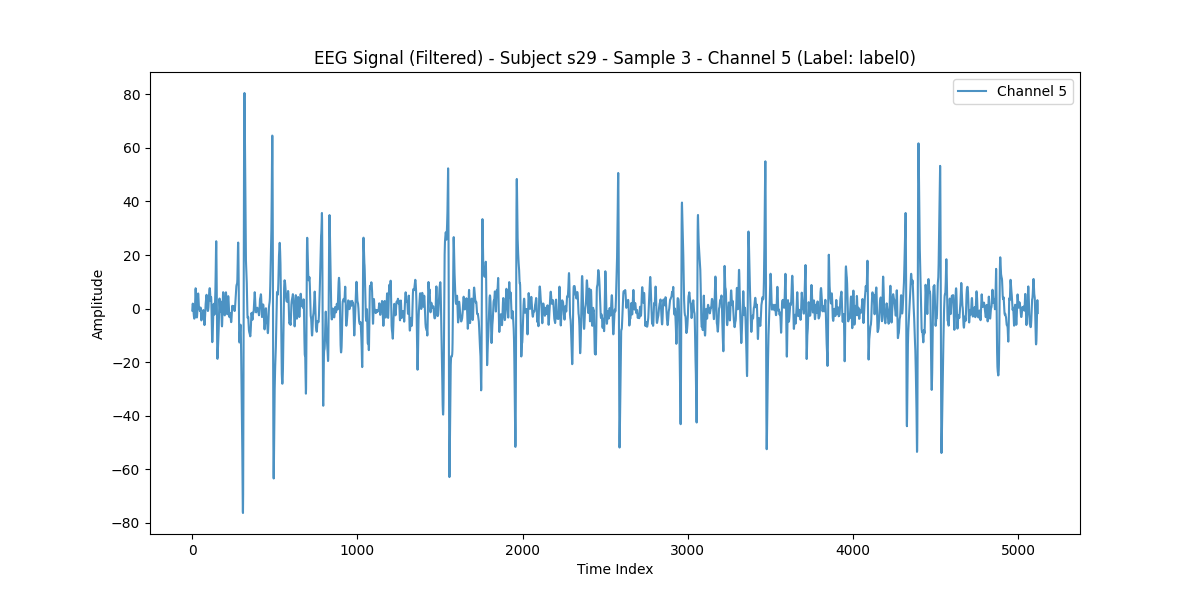 EEG Signal (Filtered) - Subject s29 - Sample 3 - Channel 5 (Label: label0)
Channel 5
80
60
40
20
0
−20
−40
−60
−80
Amplitude
0 1000 2000 3000 4000 5000
Time Index